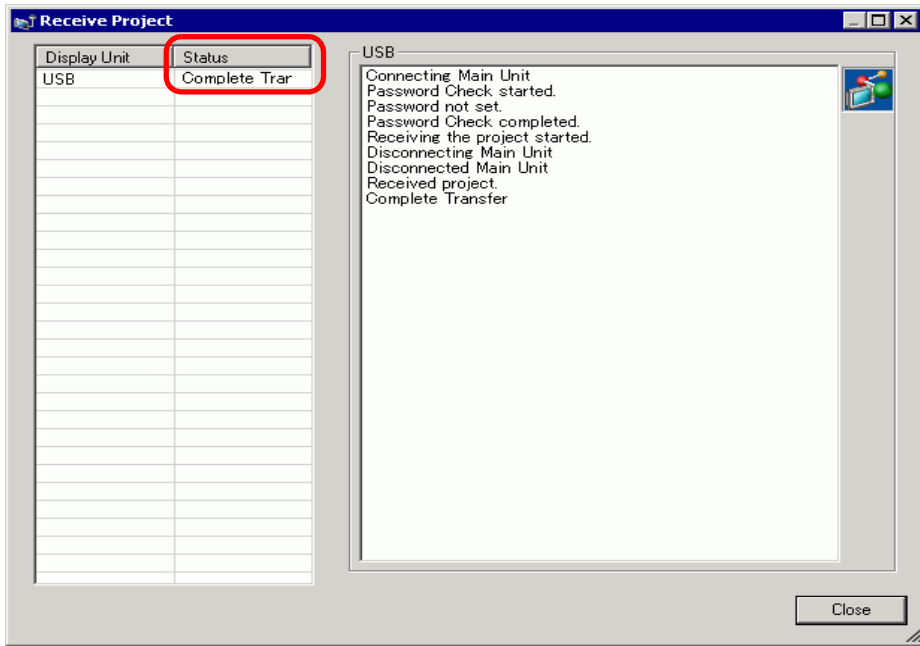 Receive Project
Display Unit Status
USB Complete Trar
USB
Connecting Main Unit
Password Check started.
Password not set.
Password Check completed.
Receiving the project started.
Disconnecting Main Unit
Disconnected Main Unit
Received project.
Complete Transfer
Close